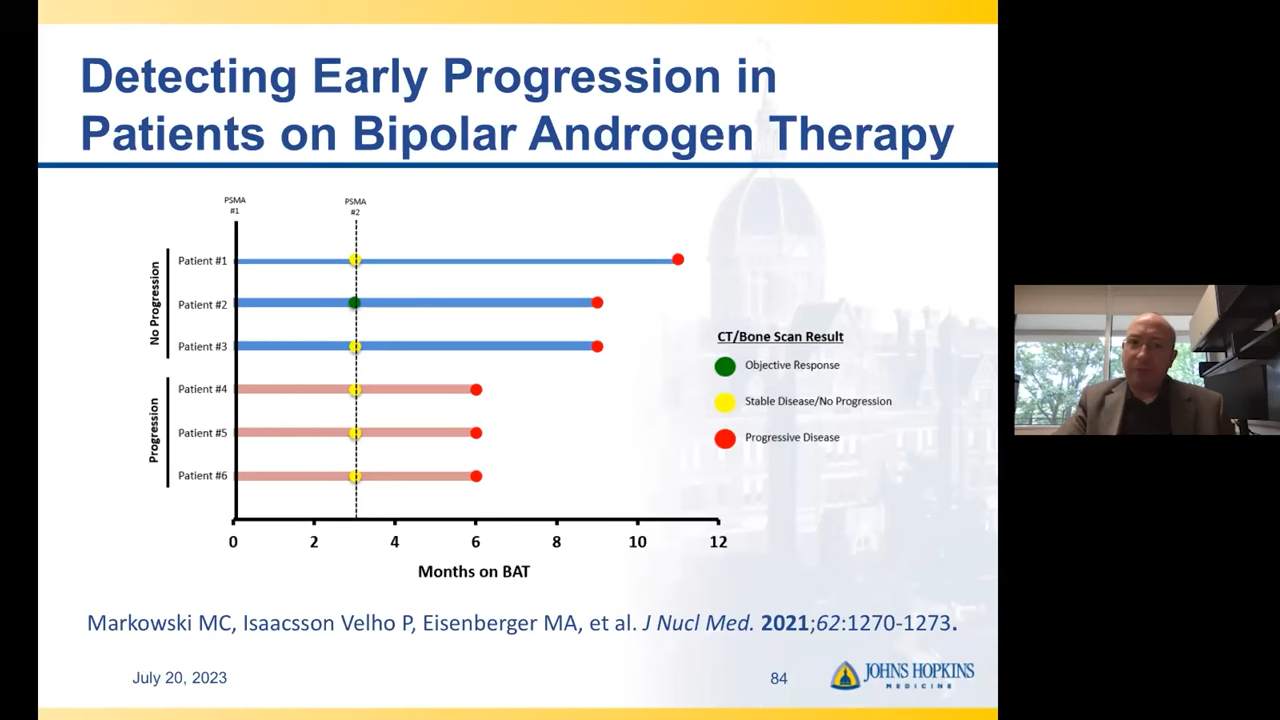 Detecting Early Progression in
Patients on Bipolar Androgen Therapy
PSMA
#1
PSMA
#2
No Progression
Patient #1
Patient #2
Patient #3
Progression
Patient #4
Patient #5
Patient #6
CT/Bone Scan Result
Objective Response
Stable Disease/No Progression
Progressive Disease
0 2 4 6 8 10 12
Months on BAT
Markowski MC, Isaacsson Velho P, Eisenberger MA, et al. J Nucl Med. 2021;62:1270-1273.
July 20, 2023
84
JOHNS HOPKINS
MEDICINE